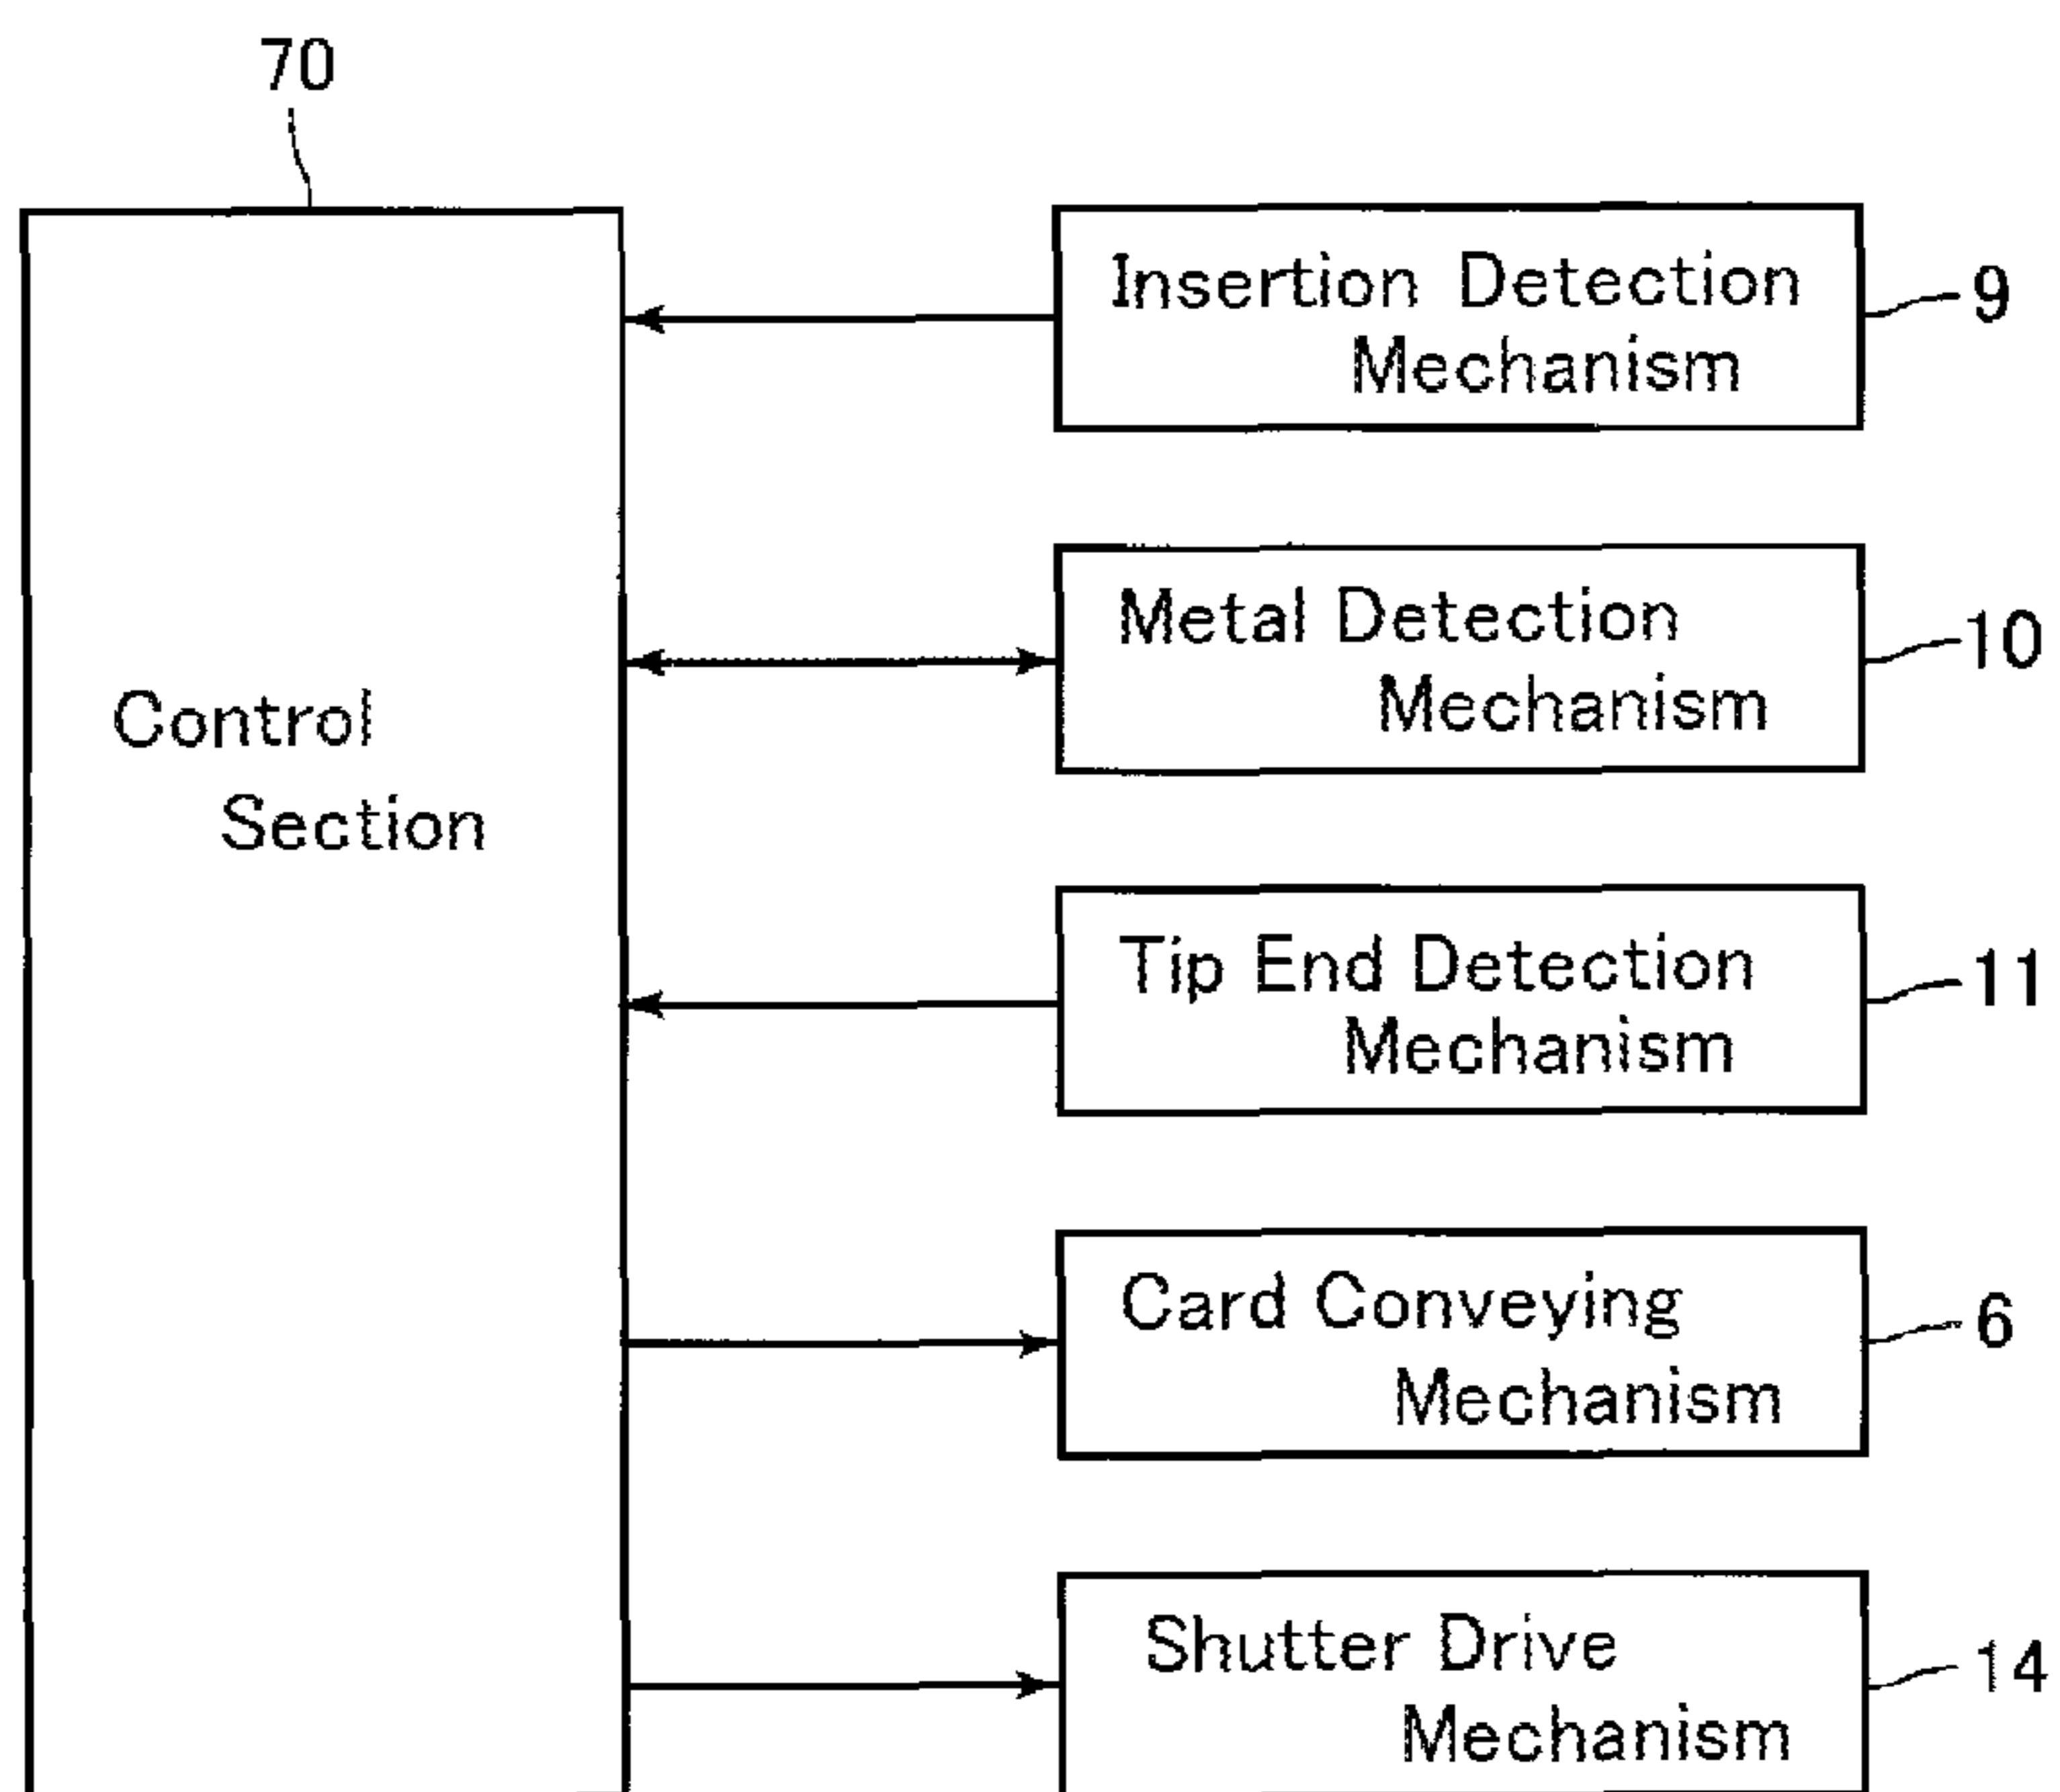 70
Control
Section
Insertion Detection
Mechanism
9
Metal Detection
Mechanism
10
Tip End Detection
Mechanism
11
Card Conveying
Mechanism
6
Shutter Drive
Mechanism
14